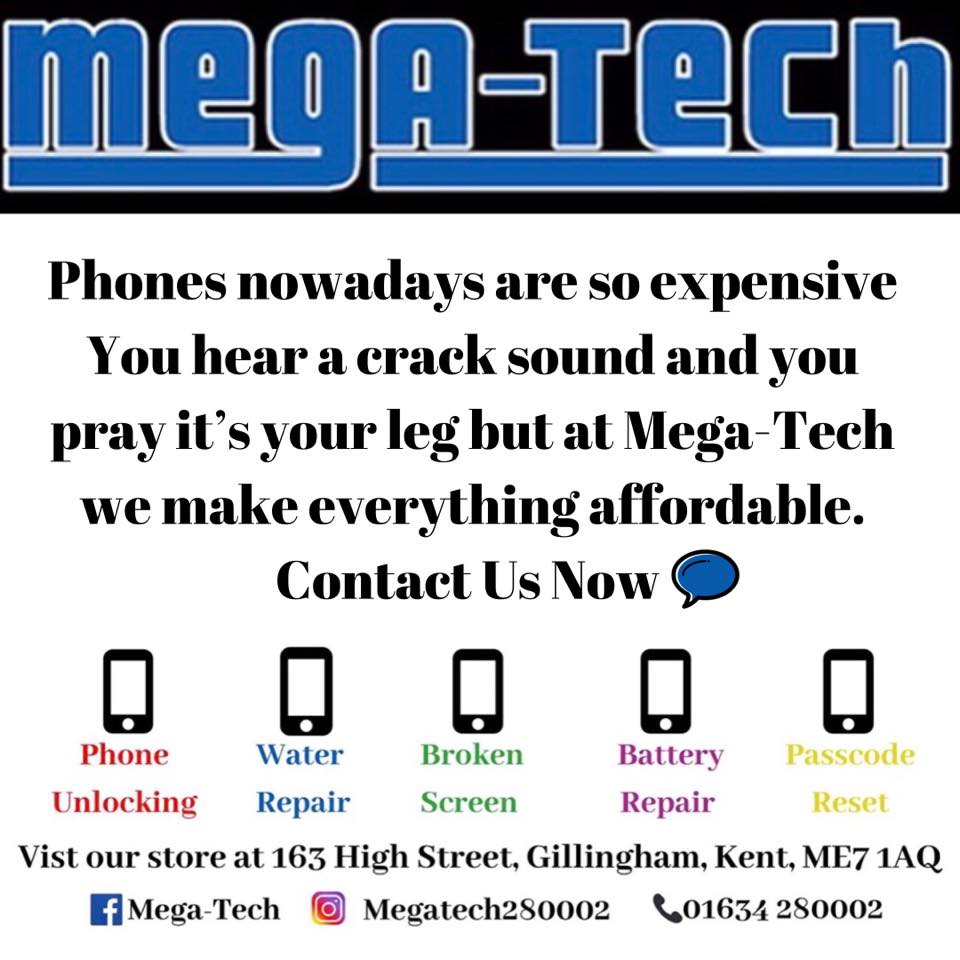 mega-Tech
Phones nowadays are so expensive
You hear a crack sound and you
pray it’s your leg but at Mega-Tech
we make everything affordable.
Contact Us Now
Phone Unlocking
Water Repair
Broken Screen
Battery Repair
Passcode Reset
Vist our store at 163 High Street, Gillingham, Kent, ME7 1AQ
Mega-Tech Megatech280002 01634 280002